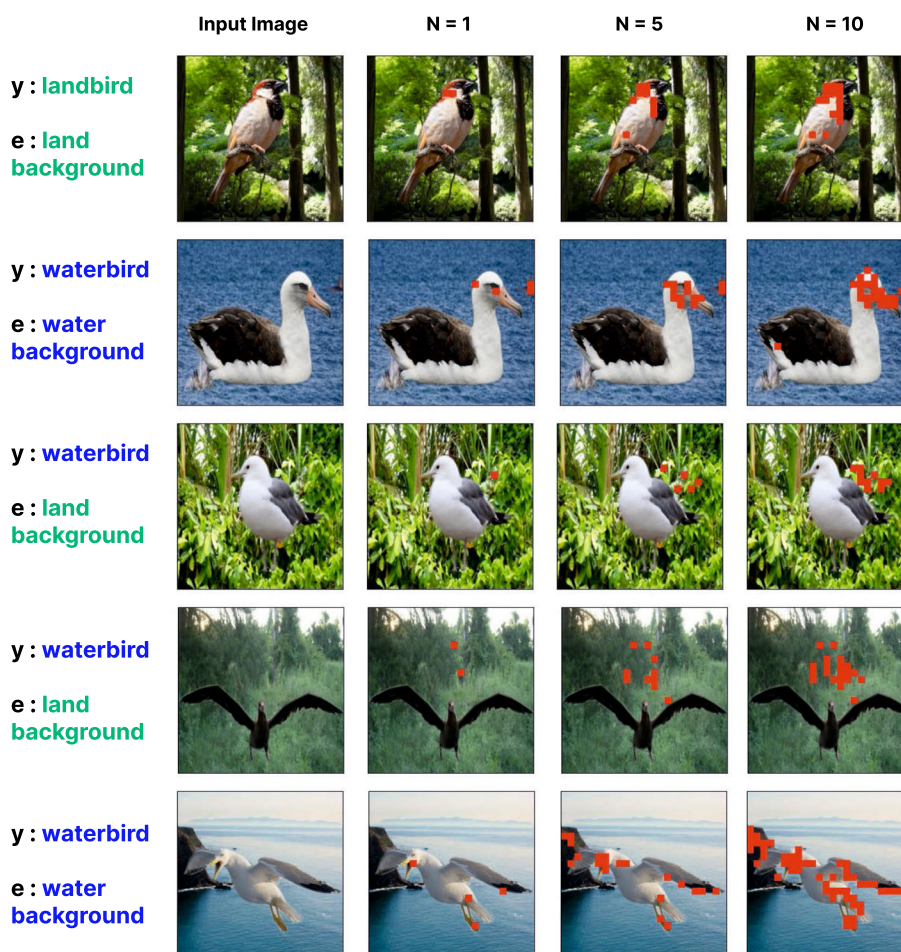 Input Image N = 1 N = 5 N = 10
y : landbird
e : land
background
y : waterbird
e : water
background
y : waterbird
e : land
background
y : waterbird
e : land
background
y : waterbird
e : water
background